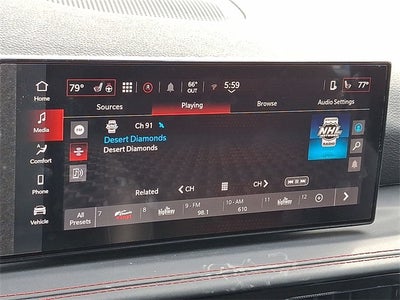 79°
66°
OUT
5:59
77°
Home
Sources
Playing
Browse
Audio Settings
Media
Ch 91
Desert Diamonds
Desert Diamonds
NHL
RADIO
Comfort
Phone
Related
CH
CH
Vehicle
All
Presets
7
8
9 - FM
98.1
10 - AM
610
11
12